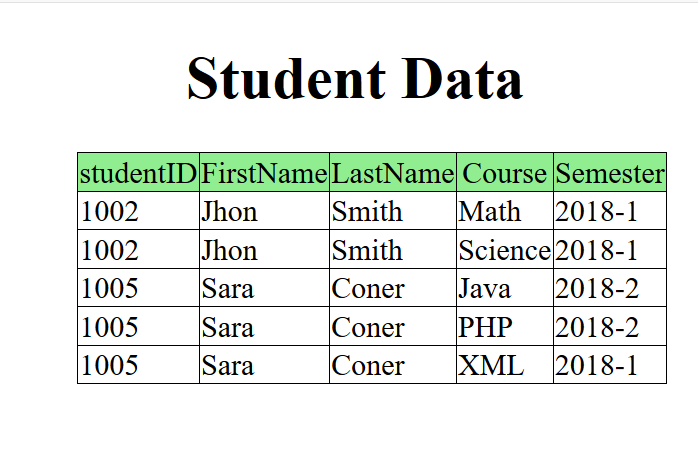 Student Data
studentID FirstName LastName Course Semester
1002 Jhon Smith Math 2018-1
1002 Jhon Smith Science 2018-1
1005 Sara Coner Java 2018-2
1005 Sara Coner PHP 2018-2
1005 Sara Coner XML 2018-1